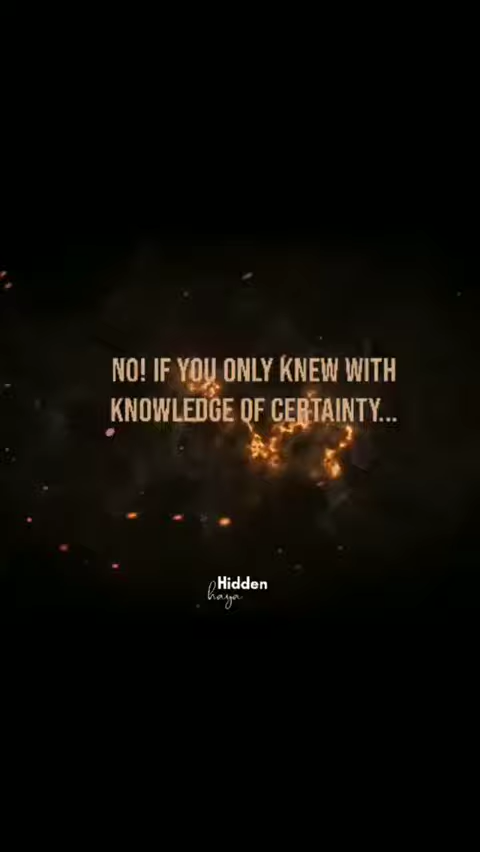 NO! IF YOU ONLY KNEW WITH
KNOWLEDGE OF CERTAINTY...
Hidden
haya